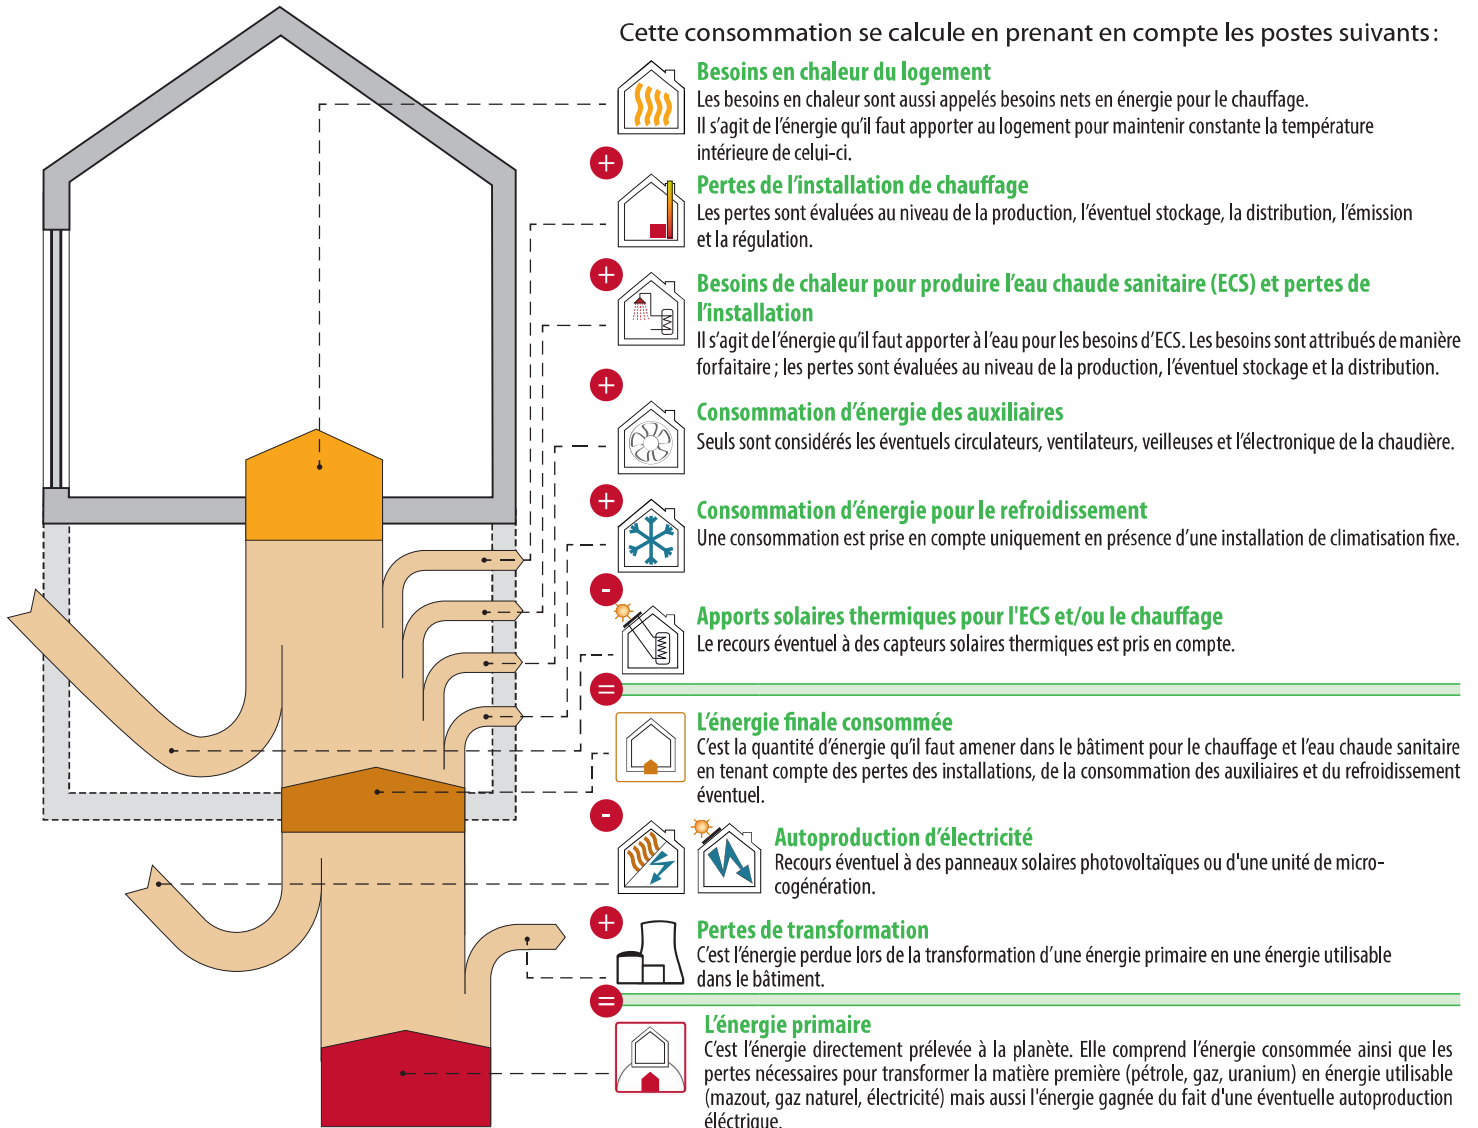 Cette consommation se calcule en prenant en compte les postes suivants :
Besoins en chaleur du logement
Les besoins en chaleur sont aussi appelés besoins nets en énergie pour le chauffage.
Il s'agit de l'énergie qu'il faut apporter au logement pour maintenir constante la température
intérieure de celui-ci.
+
Pertes de l'installation de chauffage
Les pertes sont évaluées au niveau de la production, l'éventuel stockage, la distribution, l'émission
et la régulation.
+
Besoins de chaleur pour produire l'eau chaude sanitaire (ECS) et pertes de
l'installation
Il s'agit de l'énergie qu'il faut apporter à l'eau pour les besoins d'ECS. Les besoins sont attribués de manière
forfaitaire ; les pertes sont évaluées au niveau de la production, l'éventuel stockage et la distribution.
+
Consommation d'énergie des auxiliaires
Seuls sont considérés les éventuels circulateurs, ventilateurs, veilleuses et l'électronique de la chaudière.
+
Consommation d'énergie pour le refroidissement
Une consommation est prise en compte uniquement en présence d'une installation de climatisation fixe.
-
Apports solaires thermiques pour l'ECS et/ou le chauffage
Le recours éventuel à des capteurs solaires thermiques est pris en compte.
=
L'énergie finale consommée
C'est la quantité d'énergie qu'il faut amener dans le bâtiment pour le chauffage et l'eau chaude sanitaire
en tenant compte des pertes des installations, de la consommation des auxiliaires et du refroidissement
éventuel.
-
Autoproduction d'électricité
Recours éventuel à des panneaux solaires photovoltaïques ou d'une unité de micro-
cogénération.
+
Pertes de transformation
C'est l'énergie perdue lors de la transformation d'une énergie primaire en une énergie utilisable
dans le bâtiment.
=
L'énergie primaire
C'est l'énergie directement prélevée à la planète. Elle comprend l'énergie consommée ainsi que les
pertes nécessaires pour transformer la matière première (pétrole, gaz, uranium) en énergie utilisable
(mazout, gaz naturel, électricité) mais aussi l'énergie gagnée du fait d'une éventuelle autoproduction
éléctrique.